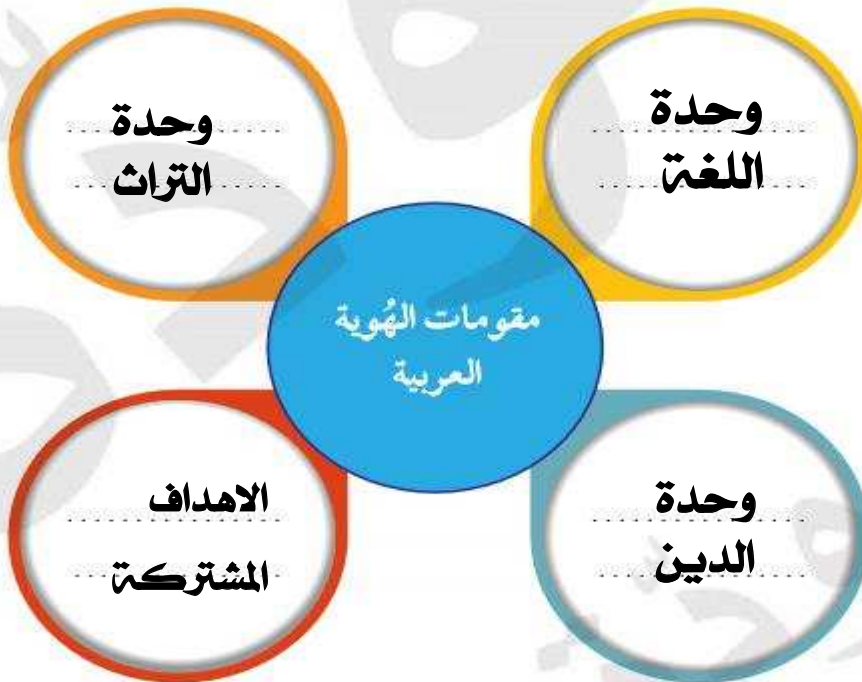 وحدة
اللغة
وحدة
التراث
مقومات الهُوية
العربية
وحدة
الدين
الاهداف
المشتركة